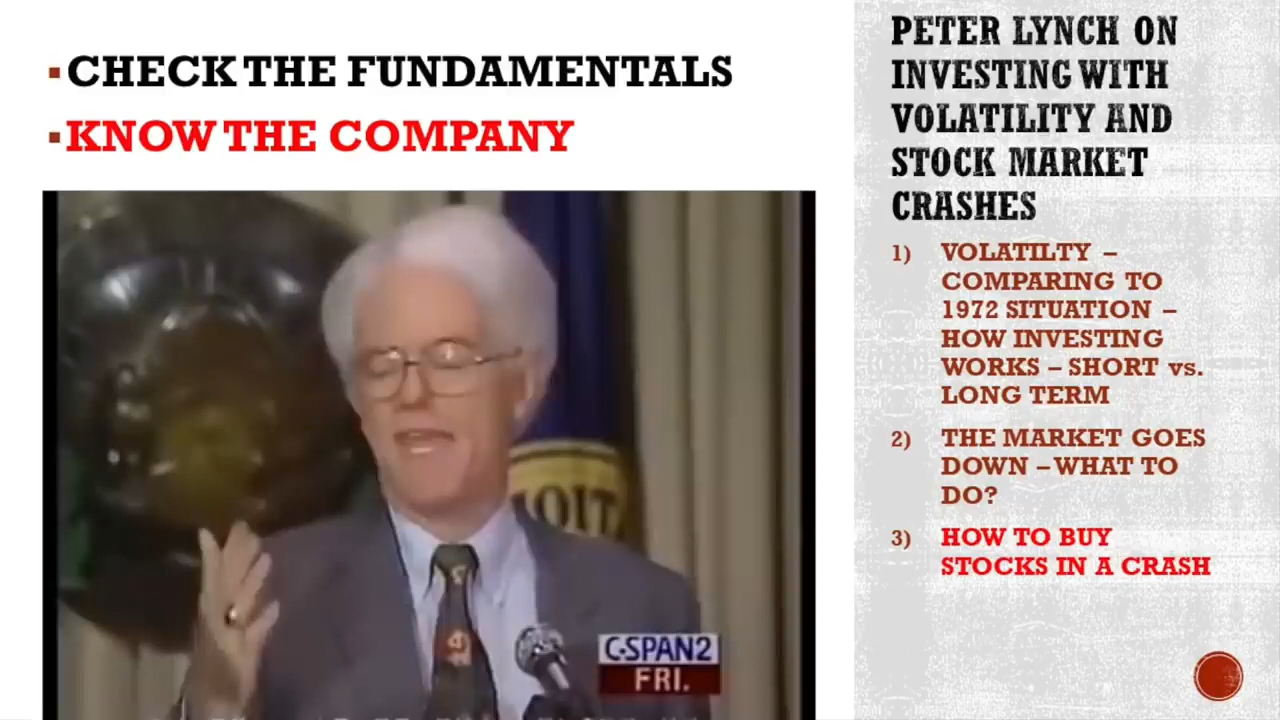 ▪CHECK THE FUNDAMENTALS
▪KNOW THE COMPANY
C-SPAN2
FRI.
PETER LYNCH ON
INVESTING WITH
VOLATILITY AND
STOCK MARKET
CRASHES
1) VOLATILTY –
COMPARING TO
1972 SITUATION –
HOW INVESTING
WORKS – SHORT vs.
LONG TERM
2) THE MARKET GOES
DOWN – WHAT TO
DO?
3) HOW TO BUY
STOCKS IN A CRASH